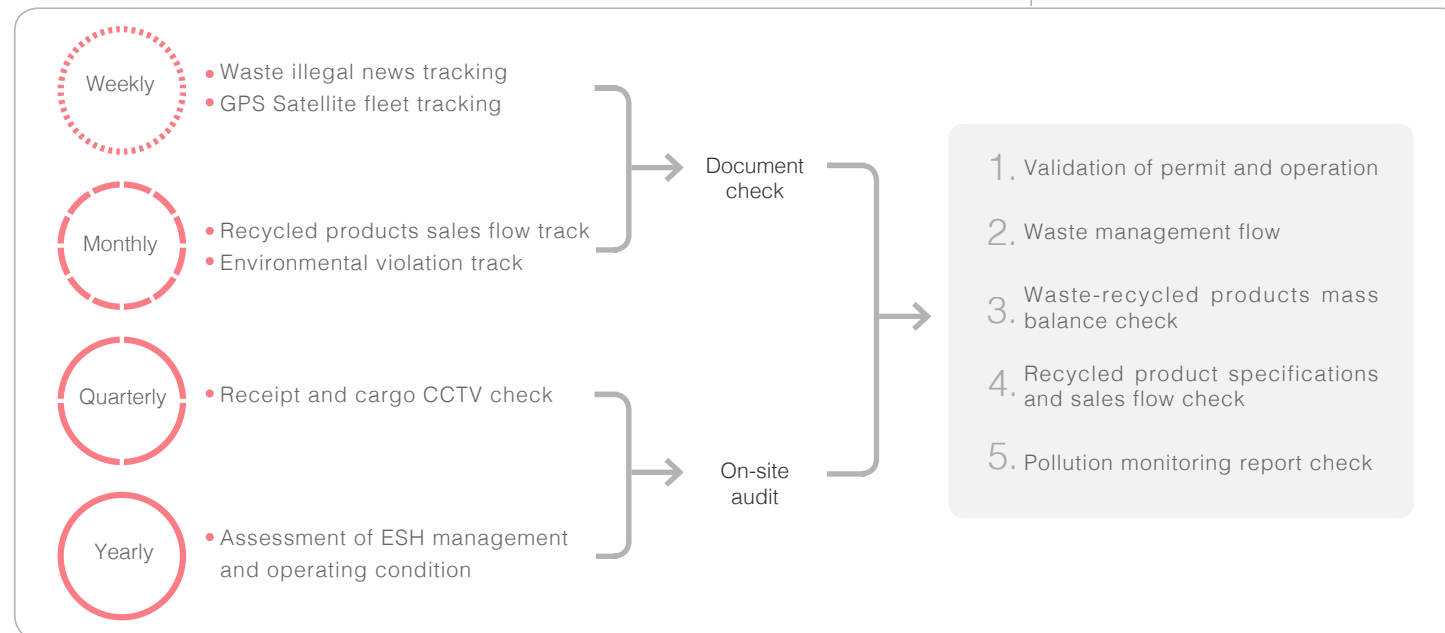 Weekly
Waste illegal news tracking
GPS Satellite fleet tracking
Monthly
Recycled products sales flow track
Environmental violation track
Quarterly
Receipt and cargo CCTV check
Yearly
Assessment of ESH management
and operating condition
Document
check
On-site
audit
1. Validation of permit and operation
2. Waste management flow
3. Waste-recycled products mass
balance check
4. Recycled product specifications
and sales flow check
5. Pollution monitoring report check